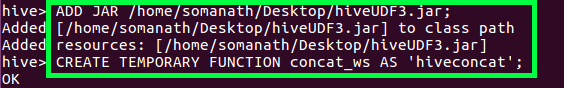 hive> ADD JAR /home/somanath/Desktop/hiveUDF3.jar;
Added [/home/somanath/Desktop/hiveUDF3.jar] to class path
Added resources: [/home/somanath/Desktop/hiveUDF3.jar]
hive> CREATE TEMPORARY FUNCTION concat_ws AS 'hiveconcat';
OK